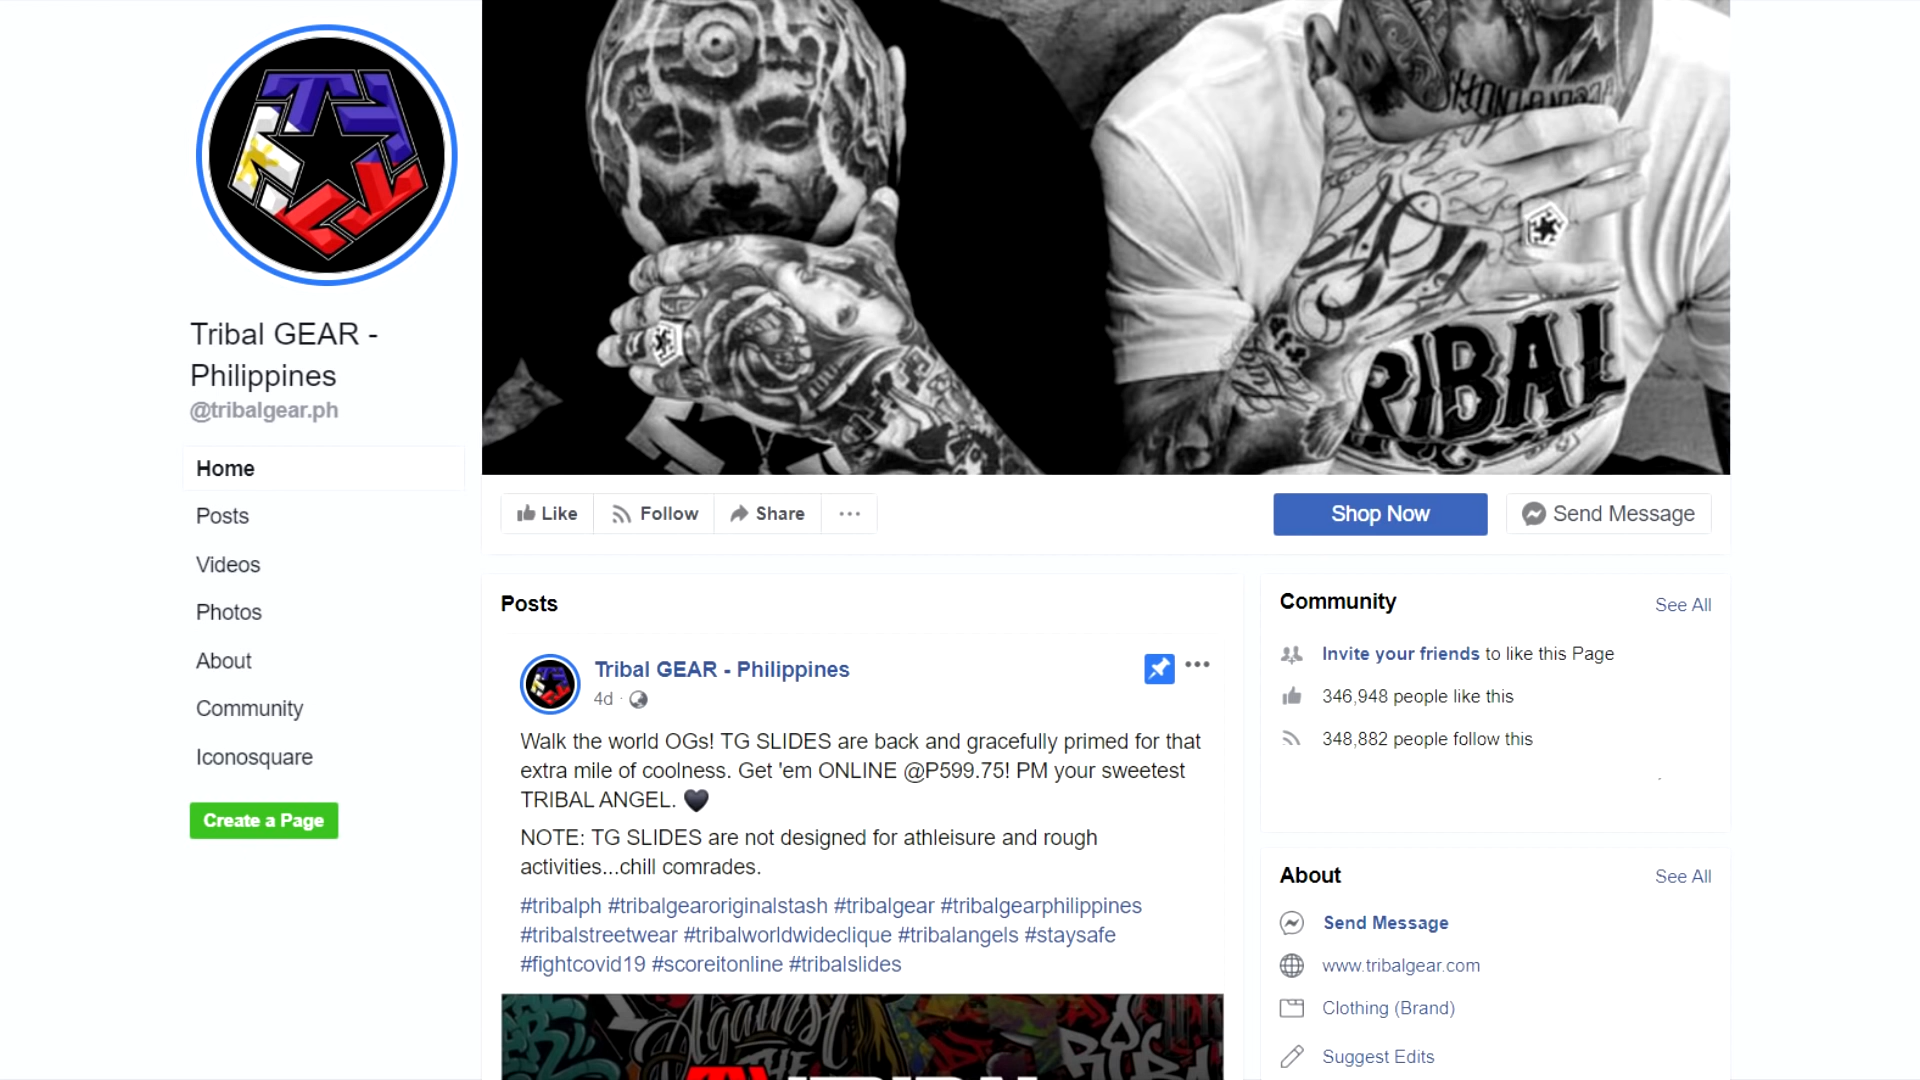 Tribal GEAR -
Philippines
@tribalgear.ph
Home
Posts
Videos
Photos
About
Community
Iconosquare
Create a Page
TRIBAL
Like
Follow
Share
Shop Now
Send Message
Posts
Tribal GEAR - Philippines
4d ·
Walk the world OGs! TG SLIDES are back and gracefully primed for that
extra mile of coolness. Get 'em ONLINE @P599.75! PM your sweetest
TRIBAL ANGEL. 🖤
NOTE: TG SLIDES are not designed for athleisure and rough
activities...chill comrades.
#tribalph #tribalgearoriginalstash #tribalgear #tribalgearphilippines
#tribalstreetwear #tribalworldwideclique #tribalangels #staysafe
#fightcovid19 #scoreitonline #tribalslides
Against
THE
Community
See All
Invite your friends to like this Page
346,948 people like this
348,882 people follow this
About
See All
Send Message
www.tribalgear.com
Clothing (Brand)
Suggest Edits